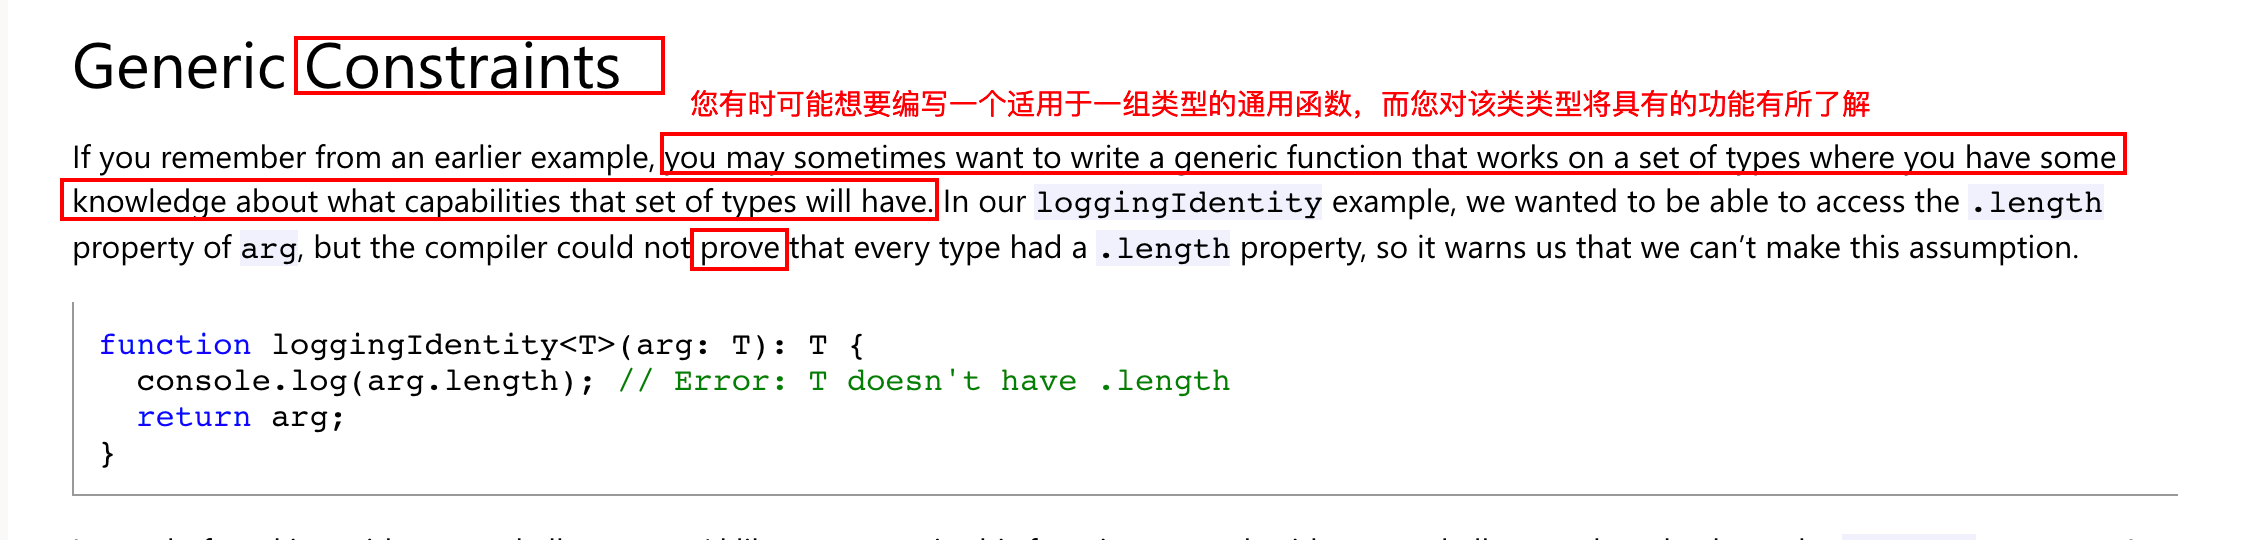 Generic Constraints
您有时可能想要编写一个适用于一组类型的通用函数，而您对该类类型将具有的功能有所了解
If you remember from an earlier example, you may sometimes want to write a generic function that works on a set of types where you have some
knowledge about what capabilities that set of types will have. In our loggingIdentity example, we wanted to be able to access the .length
property of arg, but the compiler could not prove that every type had a .length property, so it warns us that we can’t make this assumption.
function loggingIdentity<T>(arg: T): T {
  console.log(arg.length); // Error: T doesn't have .length
  return arg;
}